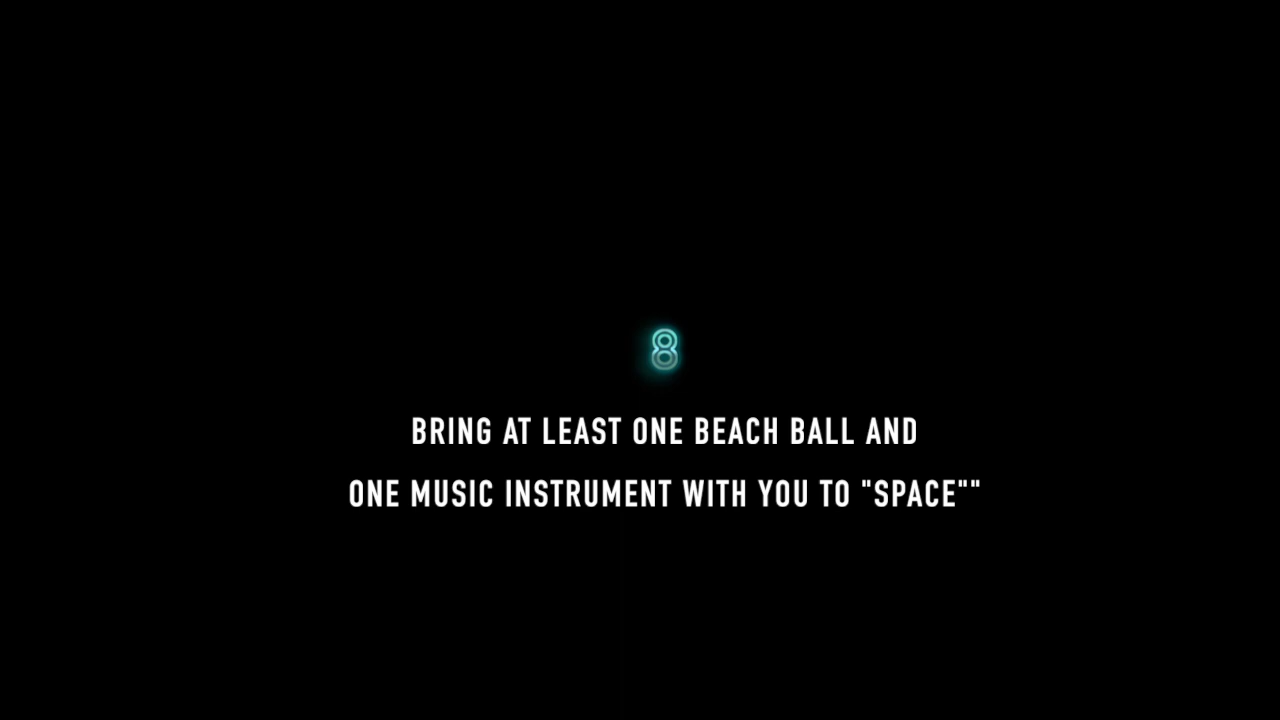 8
BRING AT LEAST ONE BEACH BALL AND
ONE MUSIC INSTRUMENT WITH YOU TO "SPACE""